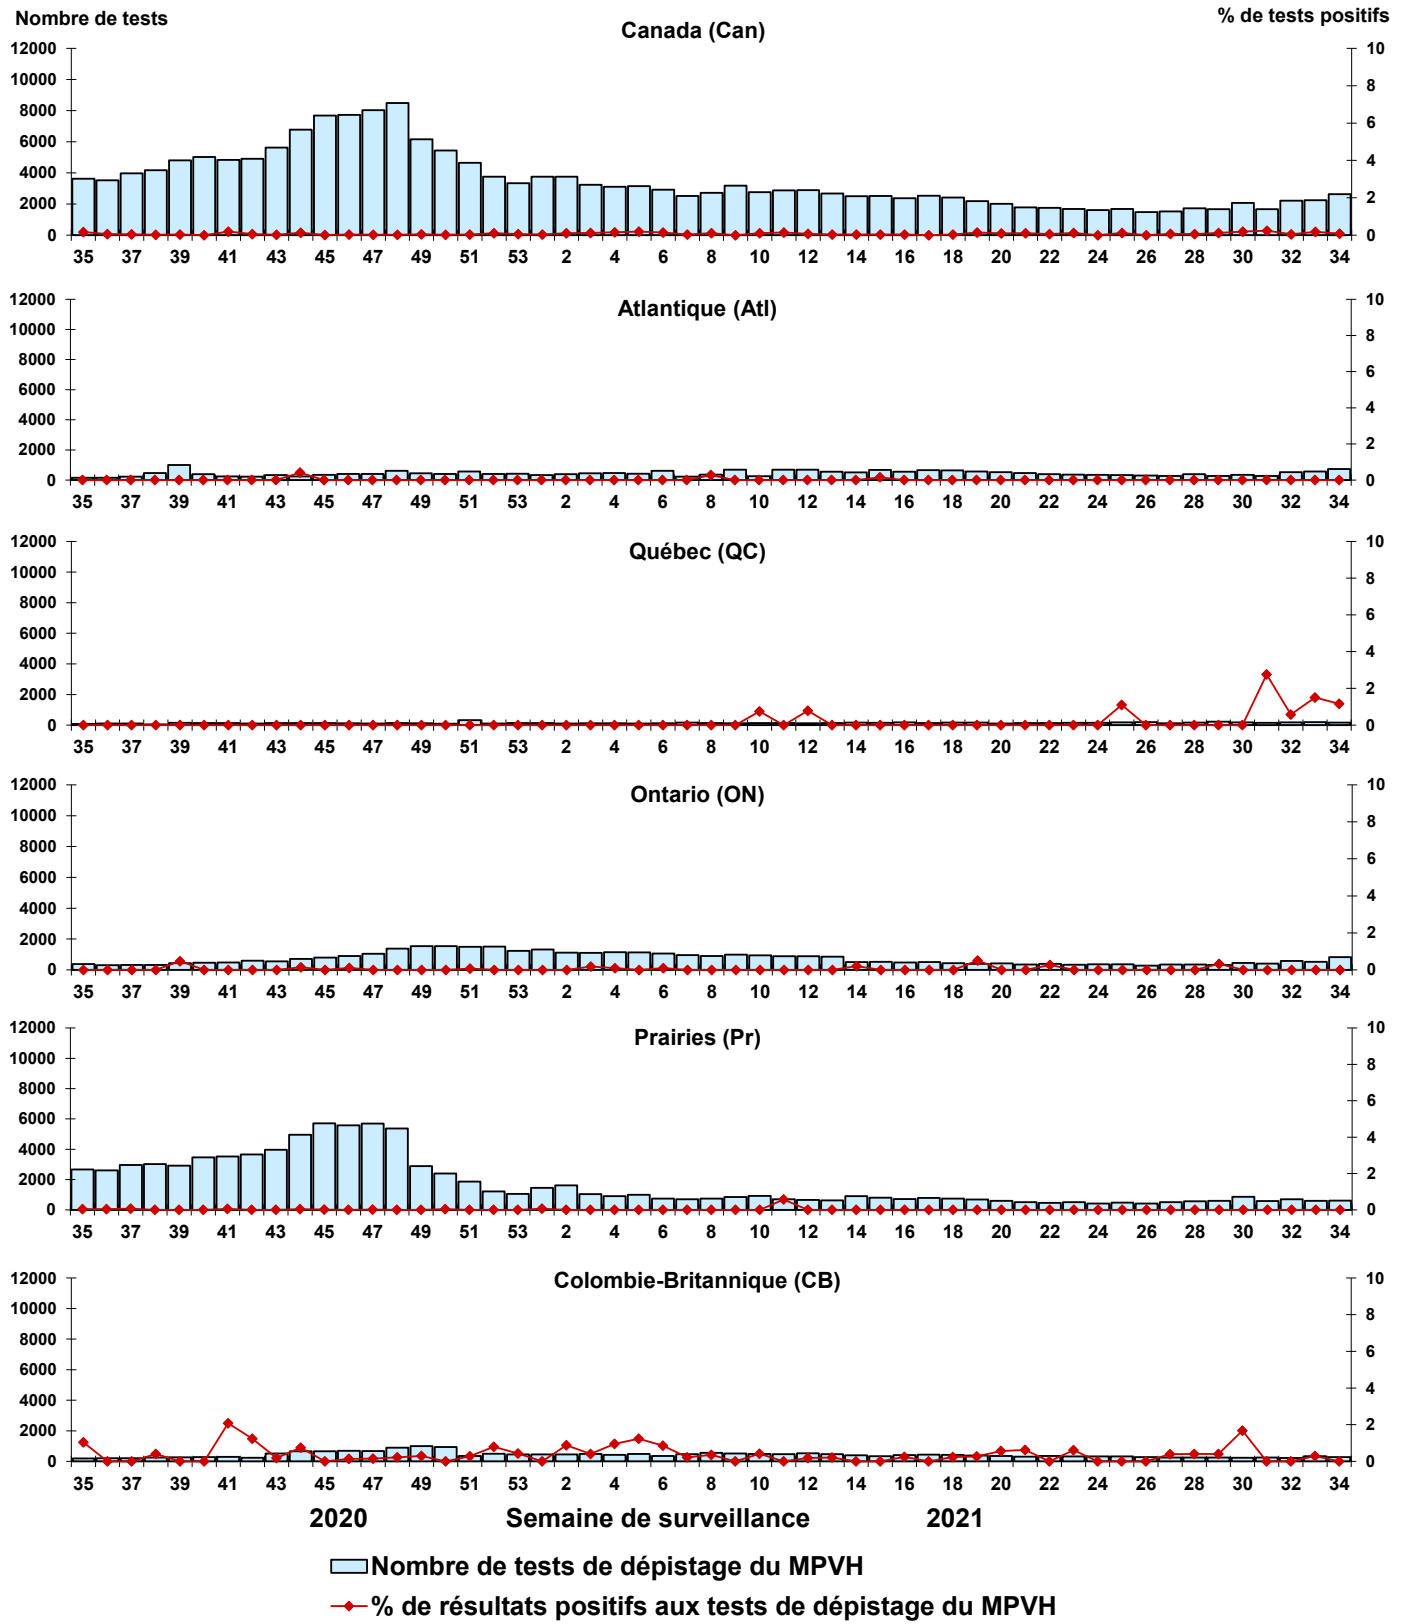 Nombre de tests
% de tests positifs
Canada (Can)
12000 10000 8000 6000 4000 2000 0
10 8 6 4 2 0
35 37 39 41 43 45 47 49 51 53 2 4 6 8 10 12 14 16 18 20 22 24 26 28 30 32 34
Atlantique (Atl)
12000 10000 8000 6000 4000 2000 0
10 8 6 4 2 0
35 37 39 41 43 45 47 49 51 53 2 4 6 8 10 12 14 16 18 20 22 24 26 28 30 32 34
Québec (QC)
12000 10000 8000 6000 4000 2000 0
10 8 6 4 2 0
35 37 39 41 43 45 47 49 51 53 2 4 6 8 10 12 14 16 18 20 22 24 26 28 30 32 34
Ontario (ON)
12000 10000 8000 6000 4000 2000 0
10 8 6 4 2 0
35 37 39 41 43 45 47 49 51 53 2 4 6 8 10 12 14 16 18 20 22 24 26 28 30 32 34
Prairies (Pr)
12000 10000 8000 6000 4000 2000 0
10 8 6 4 2 0
35 37 39 41 43 45 47 49 51 53 2 4 6 8 10 12 14 16 18 20 22 24 26 28 30 32 34
Colombie-Britannique (CB)
12000 10000 8000 6000 4000 2000 0
10 8 6 4 2 0
35 37 39 41 43 45 47 49 51 53 2 4 6 8 10 12 14 16 18 20 22 24 26 28 30 32 34
2020 Semaine de surveillance 2021
Nombre de tests de dépistage du MPVH
% de résultats positifs aux tests de dépistage du MPVH